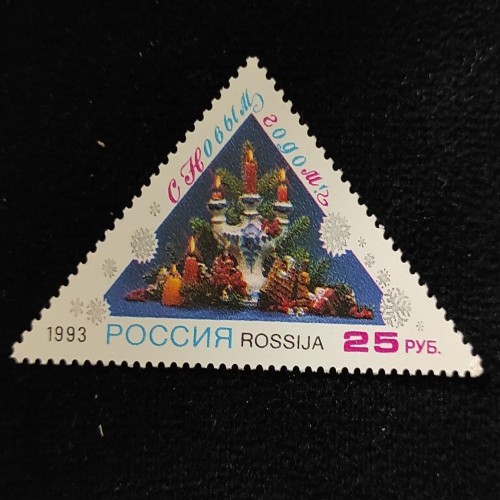 С Новым
годом!
1993 РОССИЯ ROSSIJA 25 РУБ.